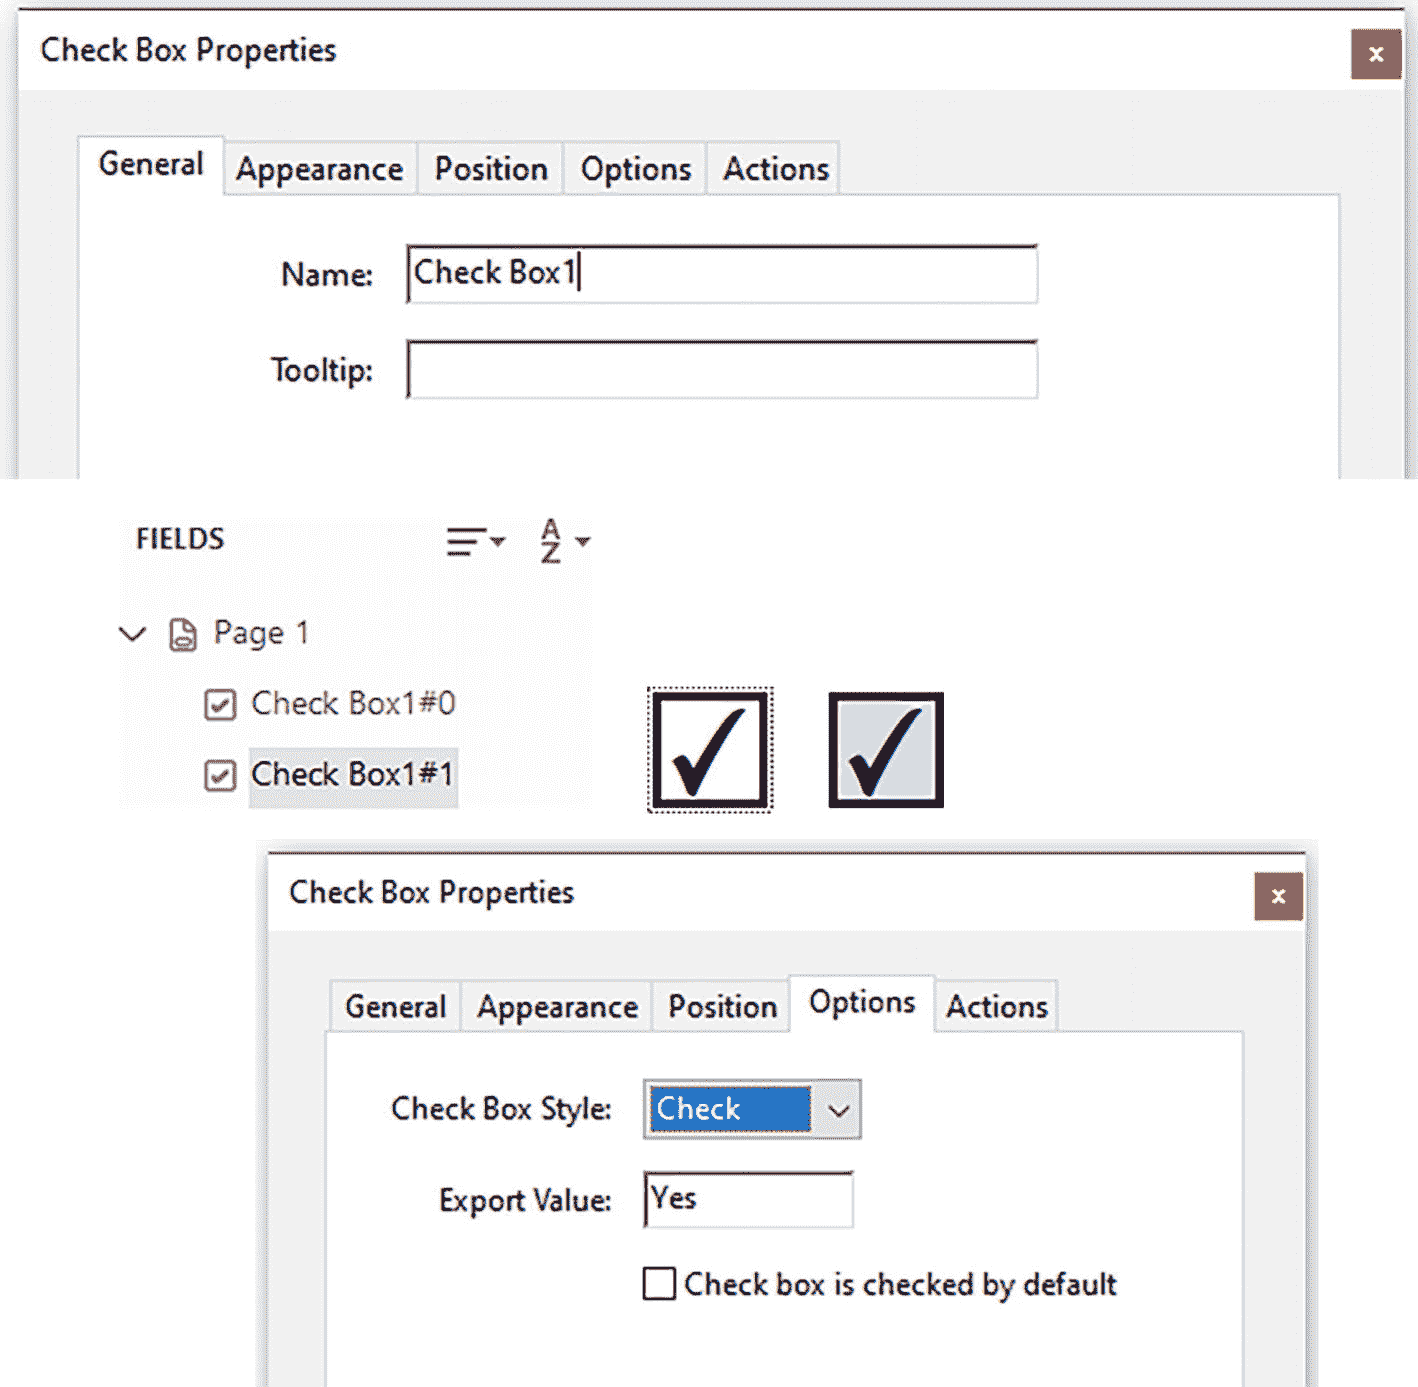 Check Box Properties
x
General Appearance Position Options Actions
Name: Check Box1
Tooltip:
FIELDS
A
Z
Page 1
Check Box1#0
Check Box1#1
Check Box Properties
x
General Appearance Position Options Actions
Check Box Style: Check
Export Value: Yes
Check box is checked by default